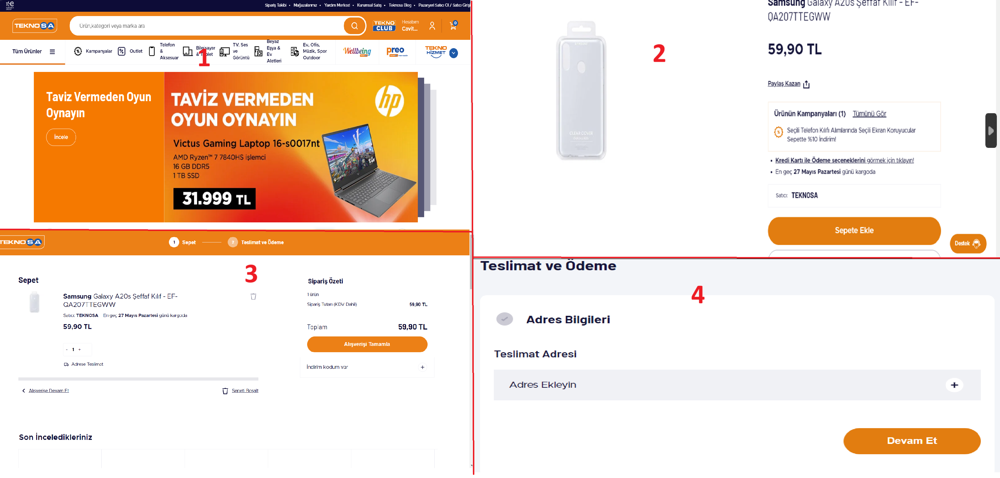 EURONICS
GROUP
Sipariş Takibi • Mağazalarımız • Yardım Merkezi • Kurumsal Satış • Teknosa Blog • Pazaryeri Satıcı Ol / Satıcı Girişi
TEKNOSA
Ürün,kategori veya marka ara
TEKNO
CLUB
Hesabım
Cavit...
0
Tüm Ürünler
Kampanyalar
Outlet
Telefon
&
Aksesuar
Bilgisayar
& Tablet
TV, Ses
ve
Görüntü
Beyaz
Eşya &
Ev
Aletleri
Ev, Ofis,
Müzik, Spor
Outdoor
Wellbeing
preo
TEKNO
HİZMET
1
Taviz Vermeden Oyun
Oynayın
İncele
TAVİZ VERMEDEN
OYUN OYNAYIN
hp
Victus Gaming Laptop 16-s0017nt
AMD Ryzen™ 7 7840HS işlemci
16 GB DDR5
1 TB SSD
31.999 TL
2
SAMSUNG
CLEAR COVER
Galaxy A20s
Samsung Galaxy A20s Şeffaf Kılıf - EF-
QA207TTEGWW
59,90 TL
Paylaş Kazan
Ürünün Kampanyaları (1) Tümünü Gör
Seçili Telefon Kılıfı Alımlarında Seçili Ekran Koruyucular
Sepette %10 İndirim!
• Kredi Kartı ile Ödeme seçeneklerini görmek için tıklayın!
• En geç 27 Mayıs Pazartesi günü kargoda
Satıcı: TEKNOSA
Sepete Ekle
Destek
TEKNOSA
1 Sepet
2 Teslimat ve Ödeme
3
Sepet
Samsung Galaxy A20s Şeffaf Kılıf - EF-
QA207TTEGWW
Satıcı: TEKNOSA En geç 27 Mayıs Pazartesi günü kargoda
59,90 TL
- 1 +
Adrese Teslimat
Alışverişe Devam Et
Sepeti Boşalt
Sipariş Özeti
1 ürün
Sipariş Tutarı (KDV Dahil) 59,90 TL
Toplam 59,90 TL
Alışverişi Tamamla
İndirim kodum var +
Son İnceledikleriniz
Teslimat ve Ödeme
4
Adres Bilgileri
Teslimat Adresi
Adres Ekleyin +
Devam Et